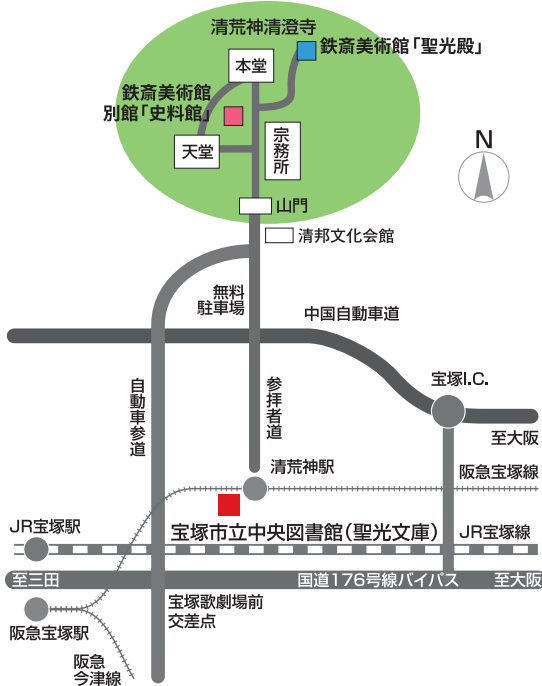 清荒神清澄寺
鉄斎美術館「聖光殿」
本堂
鉄斎美術館
別館「史料館」
天堂
宗務所
N
山門
清邦文化会館
無料
駐車場
中国自動車道
自動車参道
参拝者道
宝塚I.C.
至大阪
清荒神駅
阪急宝塚線
JR宝塚駅
宝塚市立中央図書館(聖光文庫)
JR宝塚線
至三田
国道176号線バイパス
至大阪
阪急宝塚駅
宝塚歌劇場前
交差点
阪急
今津線